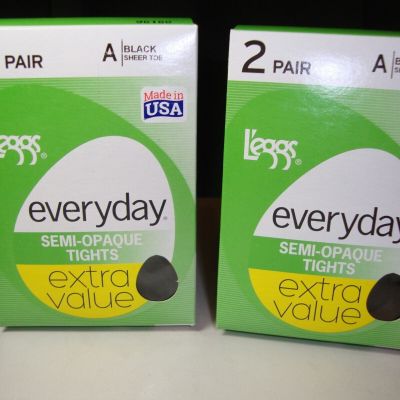 PAIR
A BLACK
SHEER TOE
Made in
USA
L'eggs®
everyday®
SEMI-OPAQUE
TIGHTS
extra
value
2 PAIR
A
SHEER
L'eggs®
everyday
SEMI-OPAQUE
TIGHTS
extra
value